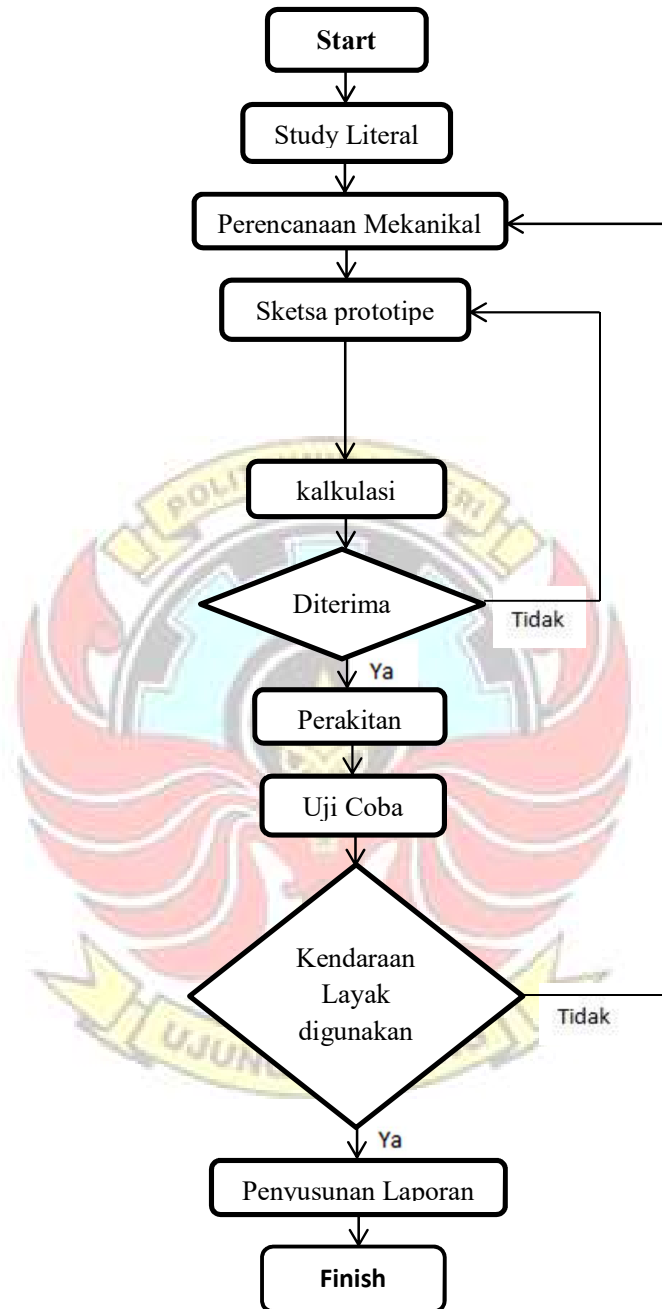 Start
Study Literal
Perencanaan Mekanikal
Sketsa prototipe
kalkulasi
Diterima
Tidak
Ya
Perakitan
Uji Coba
Kendaraan
Layak
digunakan
Tidak
Ya
Penyusunan Laporan
Finish